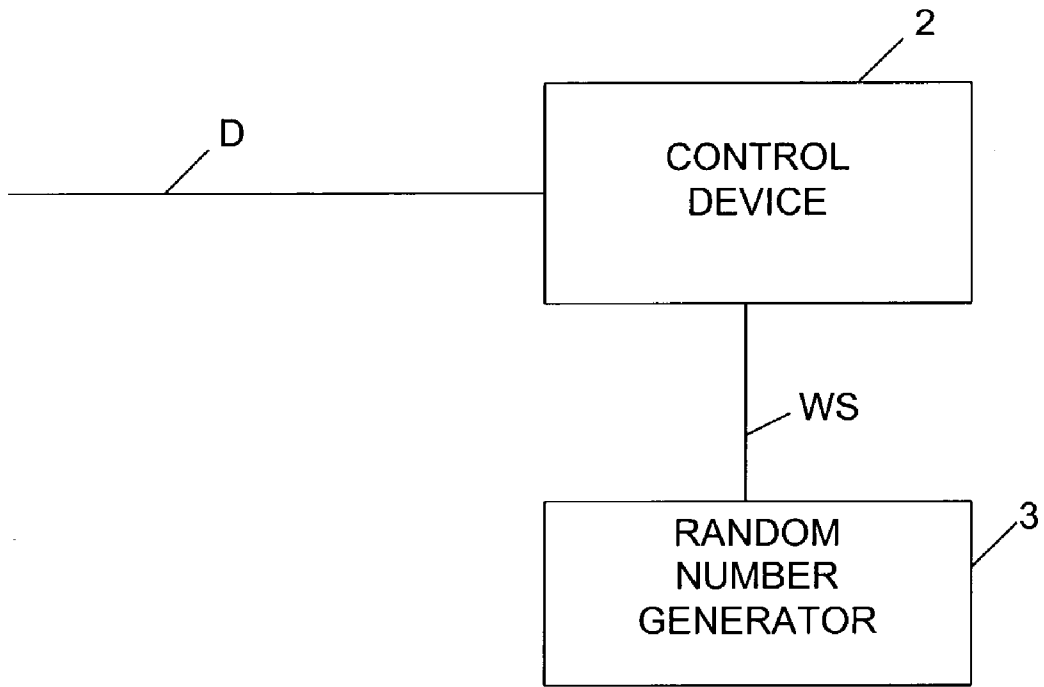 2
D
CONTROL
DEVICE
WS
3
RANDOM
NUMBER
GENERATOR